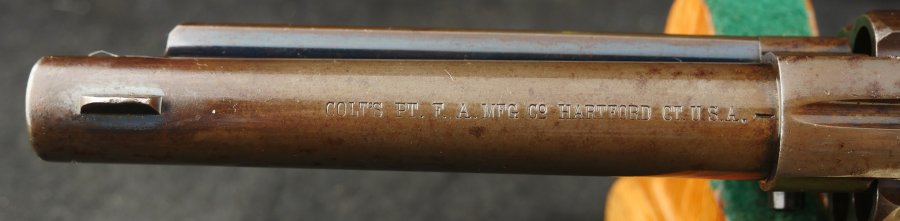 COLT'S PT. F. A. MFG. Cº HARTFORD CT. U.S.A. –